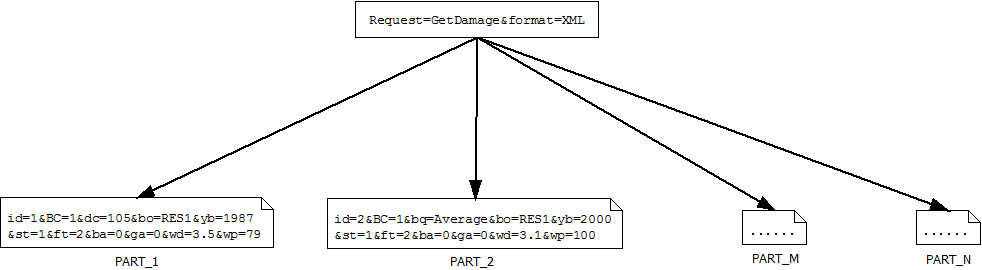 Request=GetDamage&format=XML
id=1&BC=1&dc=105&bo=RES1&yb=1987
&st=1&ft=2&ba=0&ga=0&wd=3.5&wp=79
PART_1
id=2&BC=1&bq=Average&bo=RES1&yb=2000
&st=1&ft=2&ba=0&ga=0&wd=3.1&wp=100
PART_2
......
PART_M
......
PART_N